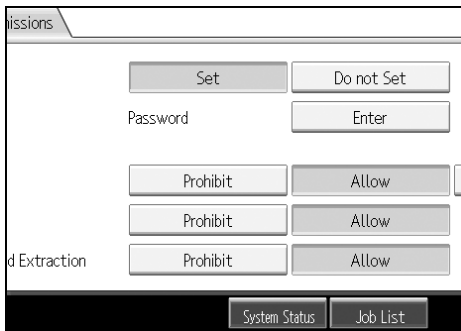 issions
Set Do not Set
Password Enter
Prohibit Allow
Prohibit Allow
d Extraction Prohibit Allow
System Status Job List